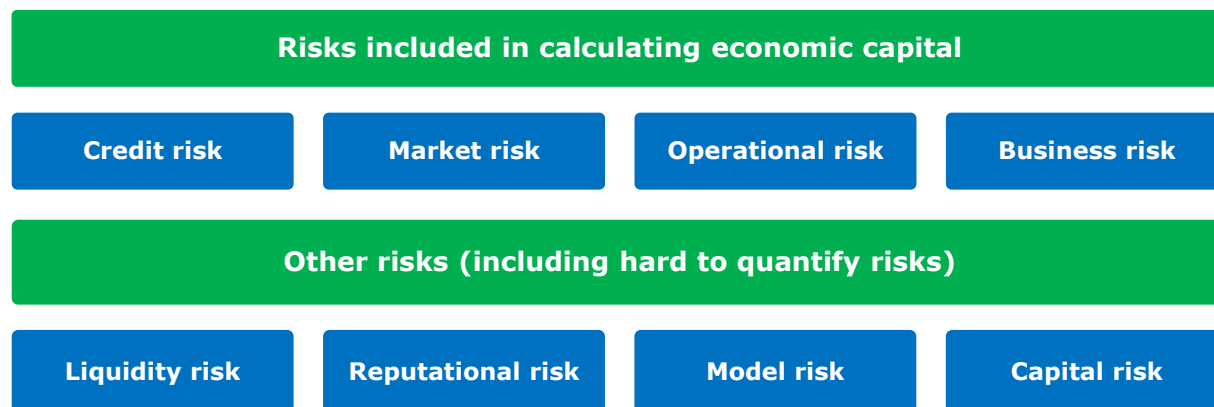 Risks included in calculating economic capital
Credit risk
Market risk
Operational risk
Business risk
Other risks (including hard to quantify risks)
Liquidity risk
Reputational risk
Model risk
Capital risk